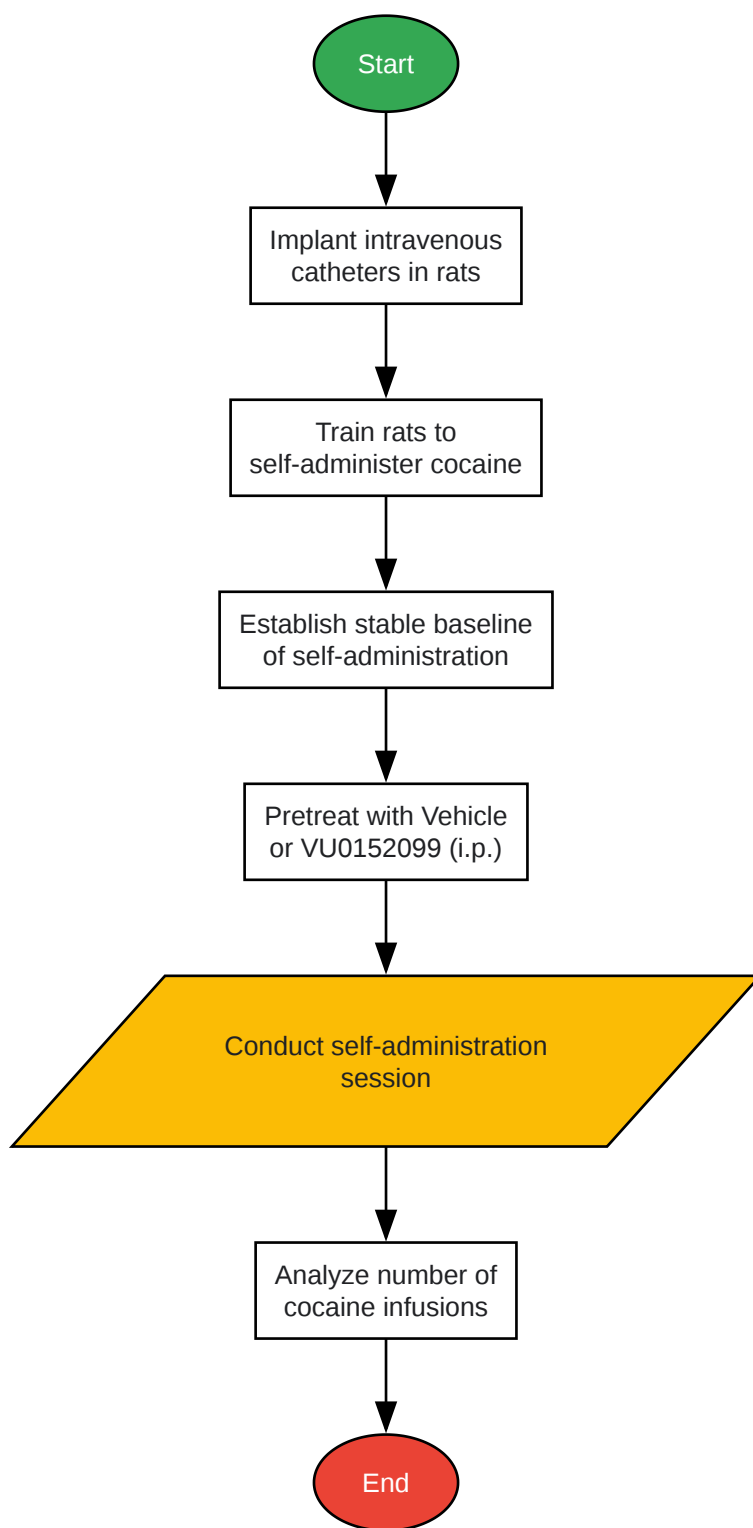 Start
Implant intravenous
catheters in rats
Train rats to
self-administer cocaine
Establish stable baseline
of self-administration
Pretreat with Vehicle
or VU0152099 (i.p.)
Conduct self-administration
session
Analyze number of
cocaine infusions
End